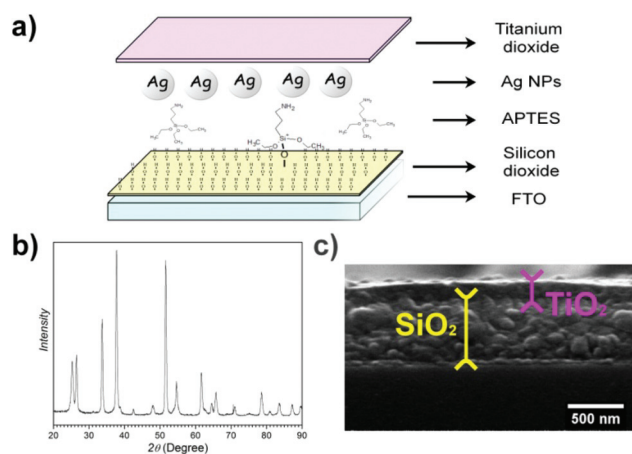 a)
Titanium
dioxide
Ag Ag Ag Ag Ag
Ag NPs
NH₂
APTES
Silicon
dioxide
FTO
b)
Intensity
20 30 40 50 60 70 80 90
2θ (Degree)
c)
SiO₂
TiO₂
500 nm